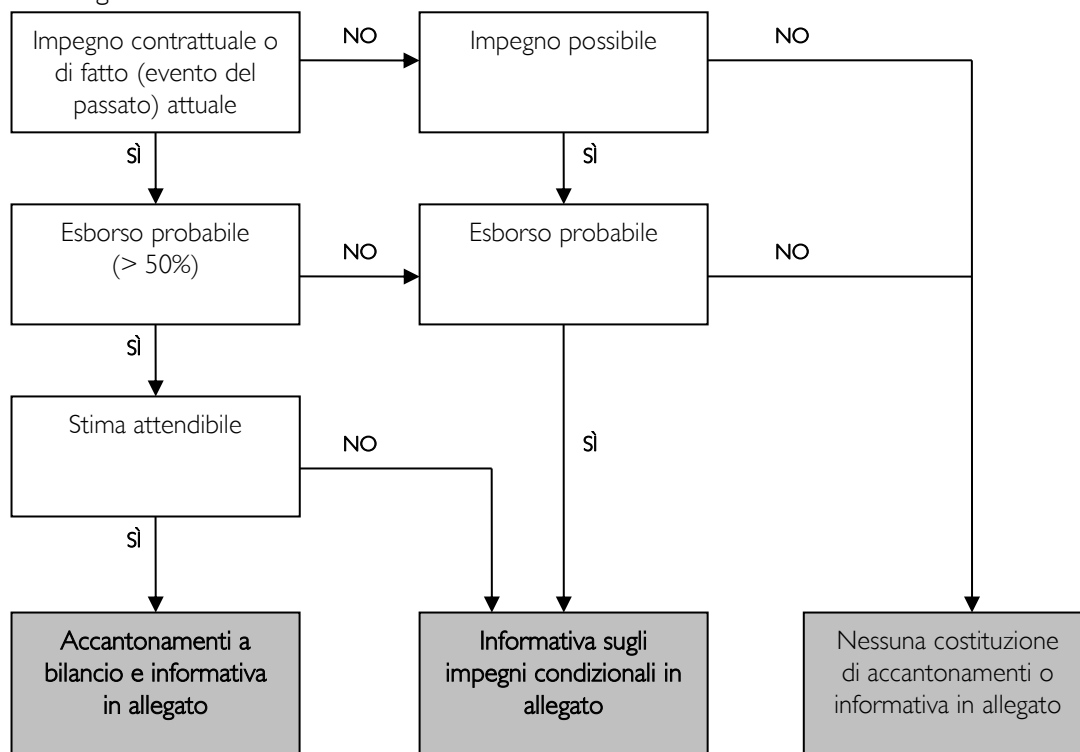 Impegno contrattuale o
di fatto (evento del
passato) attuale
NO
Impegno possibile
NO
SÌ
SÌ
Esborso probabile
(> 50%)
NO
Esborso probabile
NO
SÌ
Stima attendibile
NO
SÌ
SÌ
Accantonamenti a
bilancio e informativa
in allegato
Informativa sugli
impegni condizionali in
allegato
Nessuna costituzione
di accantonamenti o
informativa in allegato